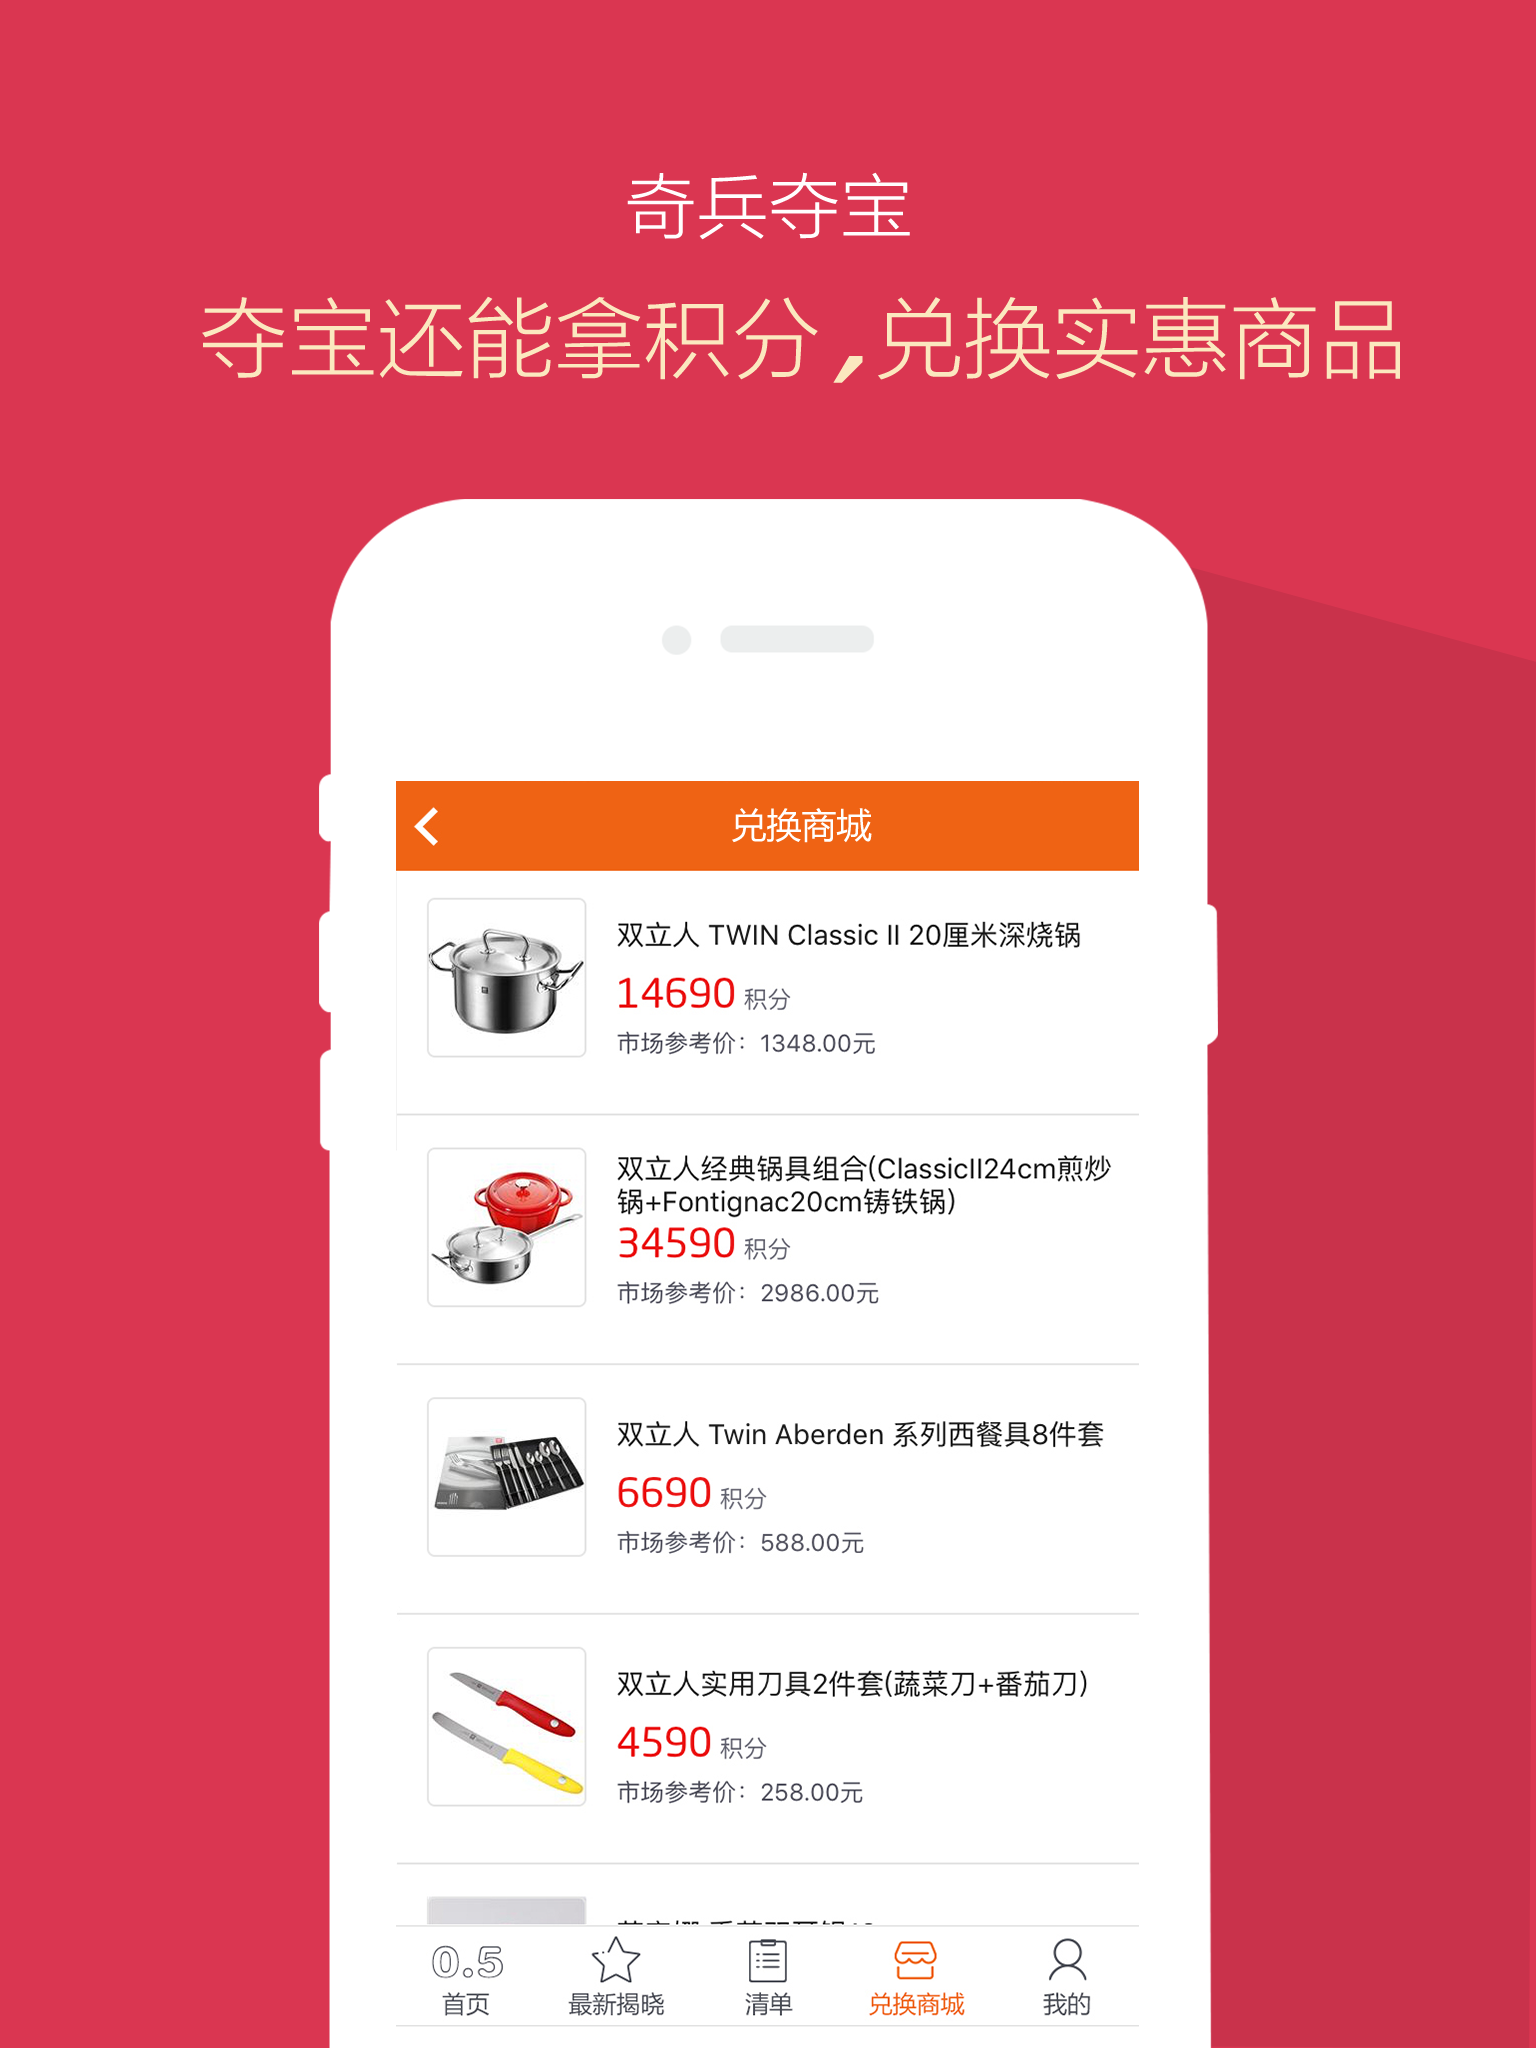 奇兵夺宝
夺宝还能拿积分,兑换实惠商品
兑换商城
双立人 TWIN Classic II 20厘米深烧锅
14690 积分
市场参考价：1348.00元
双立人经典锅具组合(ClassicII24cm煎炒
锅+Fontignac20cm铸铁锅)
34590 积分
市场参考价：2986.00元
双立人 Twin Aberden 系列西餐具8件套
6690 积分
市场参考价：588.00元
双立人实用刀具2件套(蔬菜刀+番茄刀)
4590 积分
市场参考价：258.00元
0.5
首页
最新揭晓
清单
兑换商城
我的